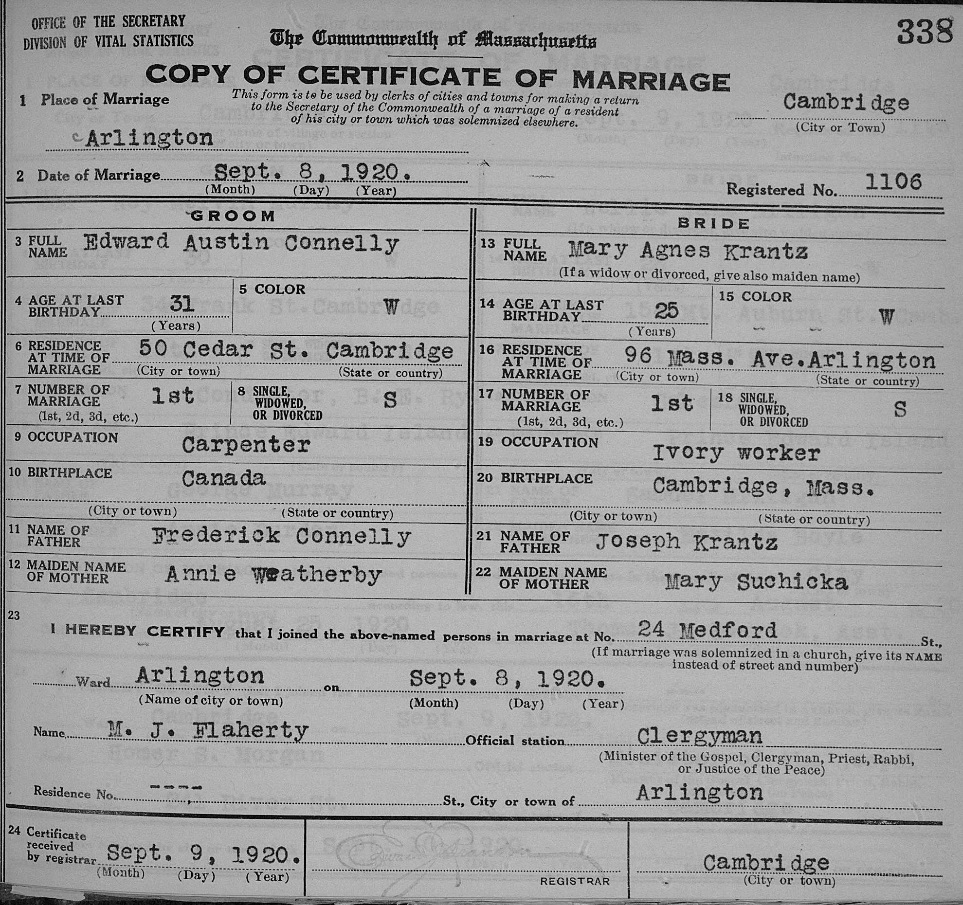 OFFICE OF THE SECRETARY
DIVISION OF VITAL STATISTICS
The Commonwealth of Massachusetts
338
COPY OF CERTIFICATE OF MARRIAGE
This form is to be used by clerks of cities and towns for making a return
to the Secretary of the Commonwealth of a marriage of a resident
of his city or town which was solemnized elsewhere.
1 Place of Marriage
Arlington
Cambridge
(City or Town)
2 Date of Marriage Sept. 8, 1920.
(Month) (Day) (Year)
Registered No. 1106
GROOM
3 FULL NAME Edward Austin Connelly
4 AGE AT LAST BIRTHDAY 31
(Years)
5 COLOR W
6 RESIDENCE AT TIME OF MARRIAGE 50 Cedar St. Cambridge
(City or town) (State or country)
7 NUMBER OF MARRIAGE 1st
(1st, 2d, 3d, etc.)
8 SINGLE, WIDOWED, OR DIVORCED S
9 OCCUPATION Carpenter
10 BIRTHPLACE Canada
(City or town) (State or country)
11 NAME OF FATHER Frederick Connelly
12 MAIDEN NAME OF MOTHER Annie Weatherby
BRIDE
13 FULL NAME Mary Agnes Krantz
(If a widow or divorced, give also maiden name)
14 AGE AT LAST BIRTHDAY 25
(Years)
15 COLOR W
16 RESIDENCE AT TIME OF MARRIAGE 96 Mass. Ave.Arlington
(City or town) (State or country)
17 NUMBER OF MARRIAGE 1st
(1st, 2d, 3d, etc.)
18 SINGLE, WIDOWED, OR DIVORCED S
19 OCCUPATION Ivory worker
20 BIRTHPLACE Cambridge, Mass.
(City or town) (State or country)
21 NAME OF FATHER Joseph Krantz
22 MAIDEN NAME OF MOTHER Mary Suchicka
23
I HEREBY CERTIFY that I joined the above-named persons in marriage at No. 24 Medford St.,
(If marriage was solemnized in a church, give its NAME
instead of street and number)
Ward Arlington on Sept. 8, 1920.
(Name of city or town) (Month) (Day) (Year)
Name M. J. Flaherty Official station Clergyman
(Minister of the Gospel, Clergyman, Priest, Rabbi,
or Justice of the Peace)
Residence No. ---- St., City or town of Arlington
24 Certificate received by registrar Sept. 9, 1920.
(Month) (Day) (Year)
REGISTRAR
Cambridge
(City or town)